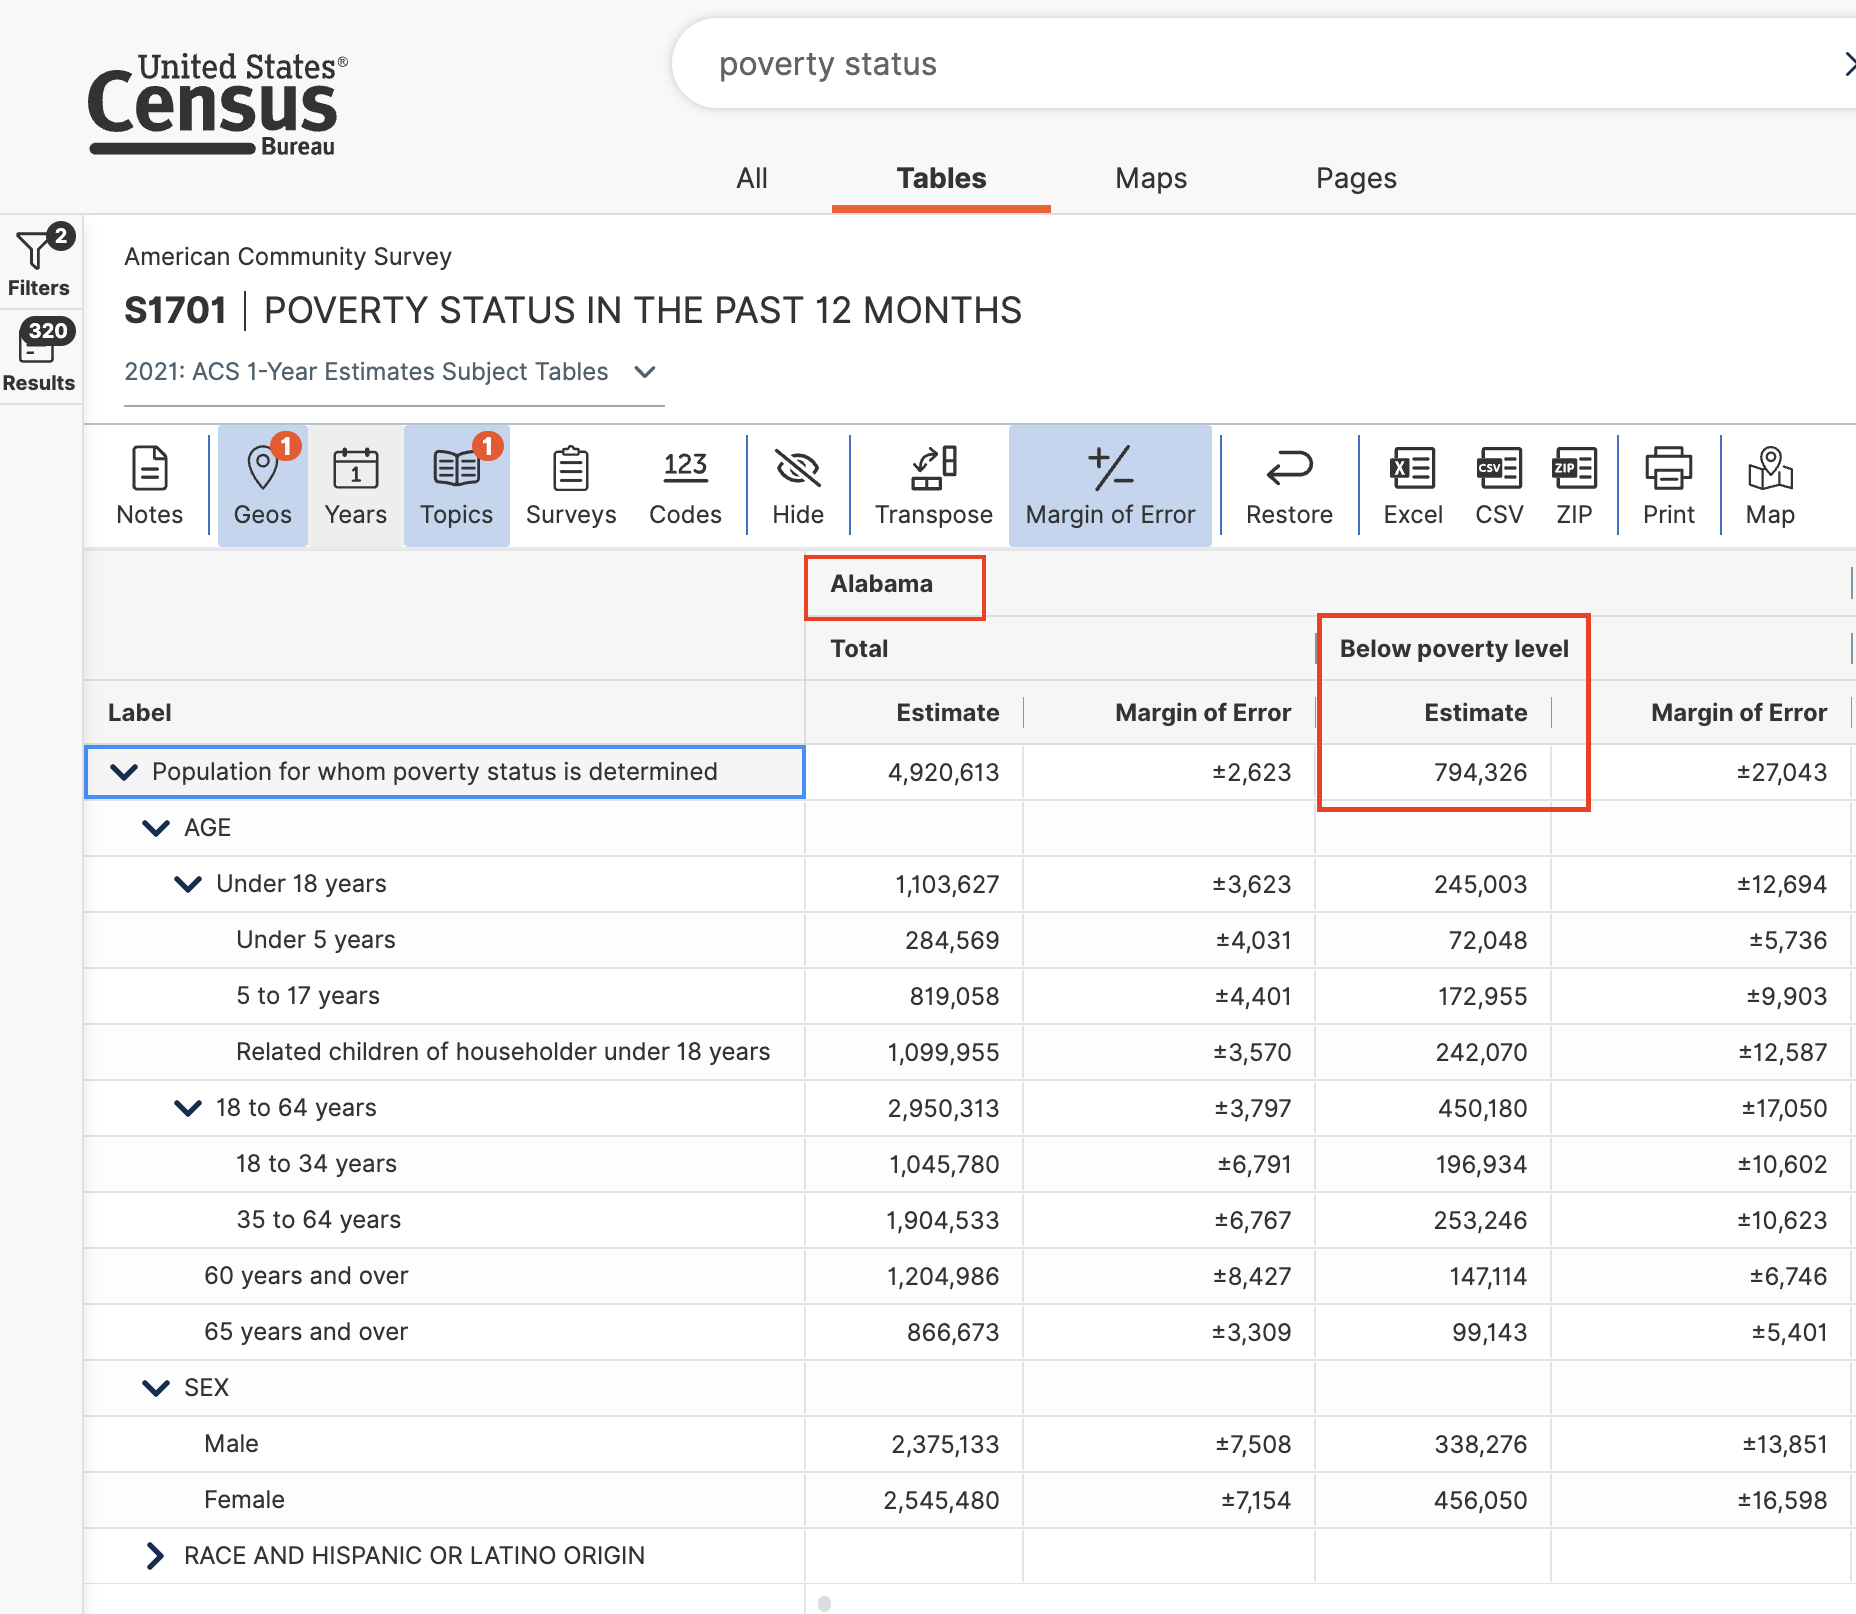 United States®
Census
Bureau
poverty status
All Tables Maps Pages
2
Filters
320
Results
American Community Survey
S1701 | POVERTY STATUS IN THE PAST 12 MONTHS
2021: ACS 1-Year Estimates Subject Tables
1 1 1 123 X CSV ZIP
Notes Geos Years Topics Surveys Codes Hide Transpose Margin of Error Restore Excel CSV ZIP Print Map
Alabama
Total Below poverty level
Label Estimate Margin of Error Estimate Margin of Error
Population for whom poverty status is determined 4,920,613 ±2,623 794,326 ±27,043
AGE
Under 18 years 1,103,627 ±3,623 245,003 ±12,694
Under 5 years 284,569 ±4,031 72,048 ±5,736
5 to 17 years 819,058 ±4,401 172,955 ±9,903
Related children of householder under 18 years 1,099,955 ±3,570 242,070 ±12,587
18 to 64 years 2,950,313 ±3,797 450,180 ±17,050
18 to 34 years 1,045,780 ±6,791 196,934 ±10,602
35 to 64 years 1,904,533 ±6,767 253,246 ±10,623
60 years and over 1,204,986 ±8,427 147,114 ±6,746
65 years and over 866,673 ±3,309 99,143 ±5,401
SEX
Male 2,375,133 ±7,508 338,276 ±13,851
Female 2,545,480 ±7,154 456,050 ±16,598
RACE AND HISPANIC OR LATINO ORIGIN